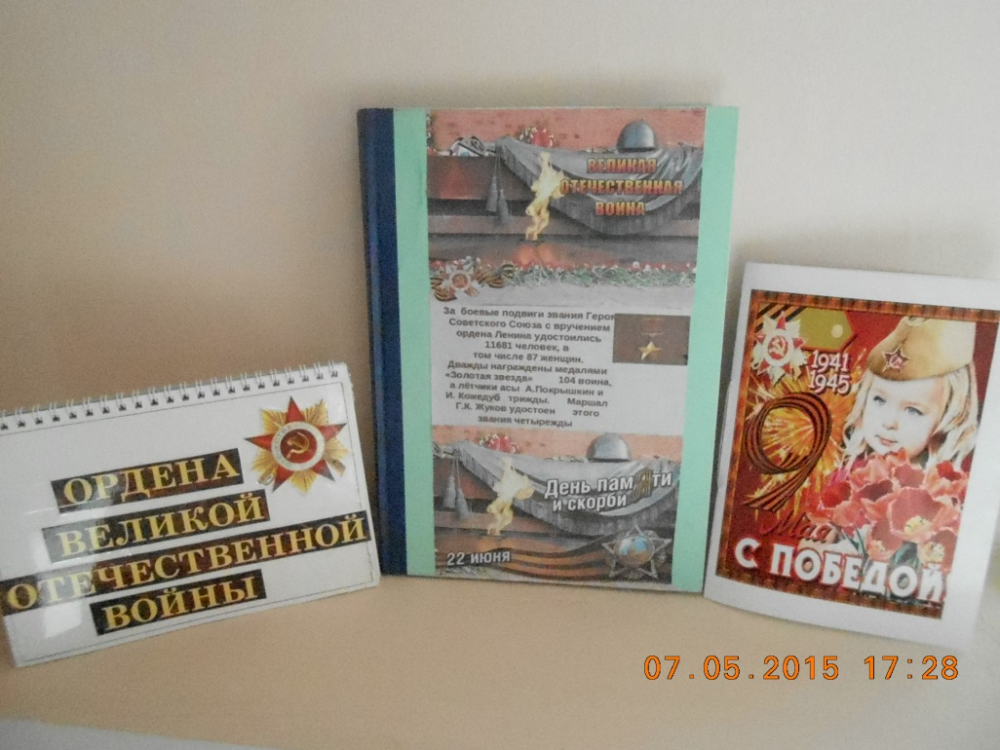 ОРДЕНА
ВЕЛИКОЙ
ОТЕЧЕСТВЕННОЙ
ВОЙНЫ
ВЕЛИКАЯ
ОТЕЧЕСТВЕННАЯ
ВОЙНА
За боевые подвиги звания Героя
Советского Союза с вручением
ордена Ленина удостоились
11681 человек, в
том числе 87 женщин.
Дважды награждены медалями
«Золотая звезда» 104 воина,
а лётчики асы А.Покрышкин и
И. Кожедуб трижды. Маршал
Г.К. Жуков удостоен этого
звания четырежды
День памяти
и скорби
22 июня
1941
1945
9
Мая
С ПОБЕДОЙ
07.05.2015 17:28